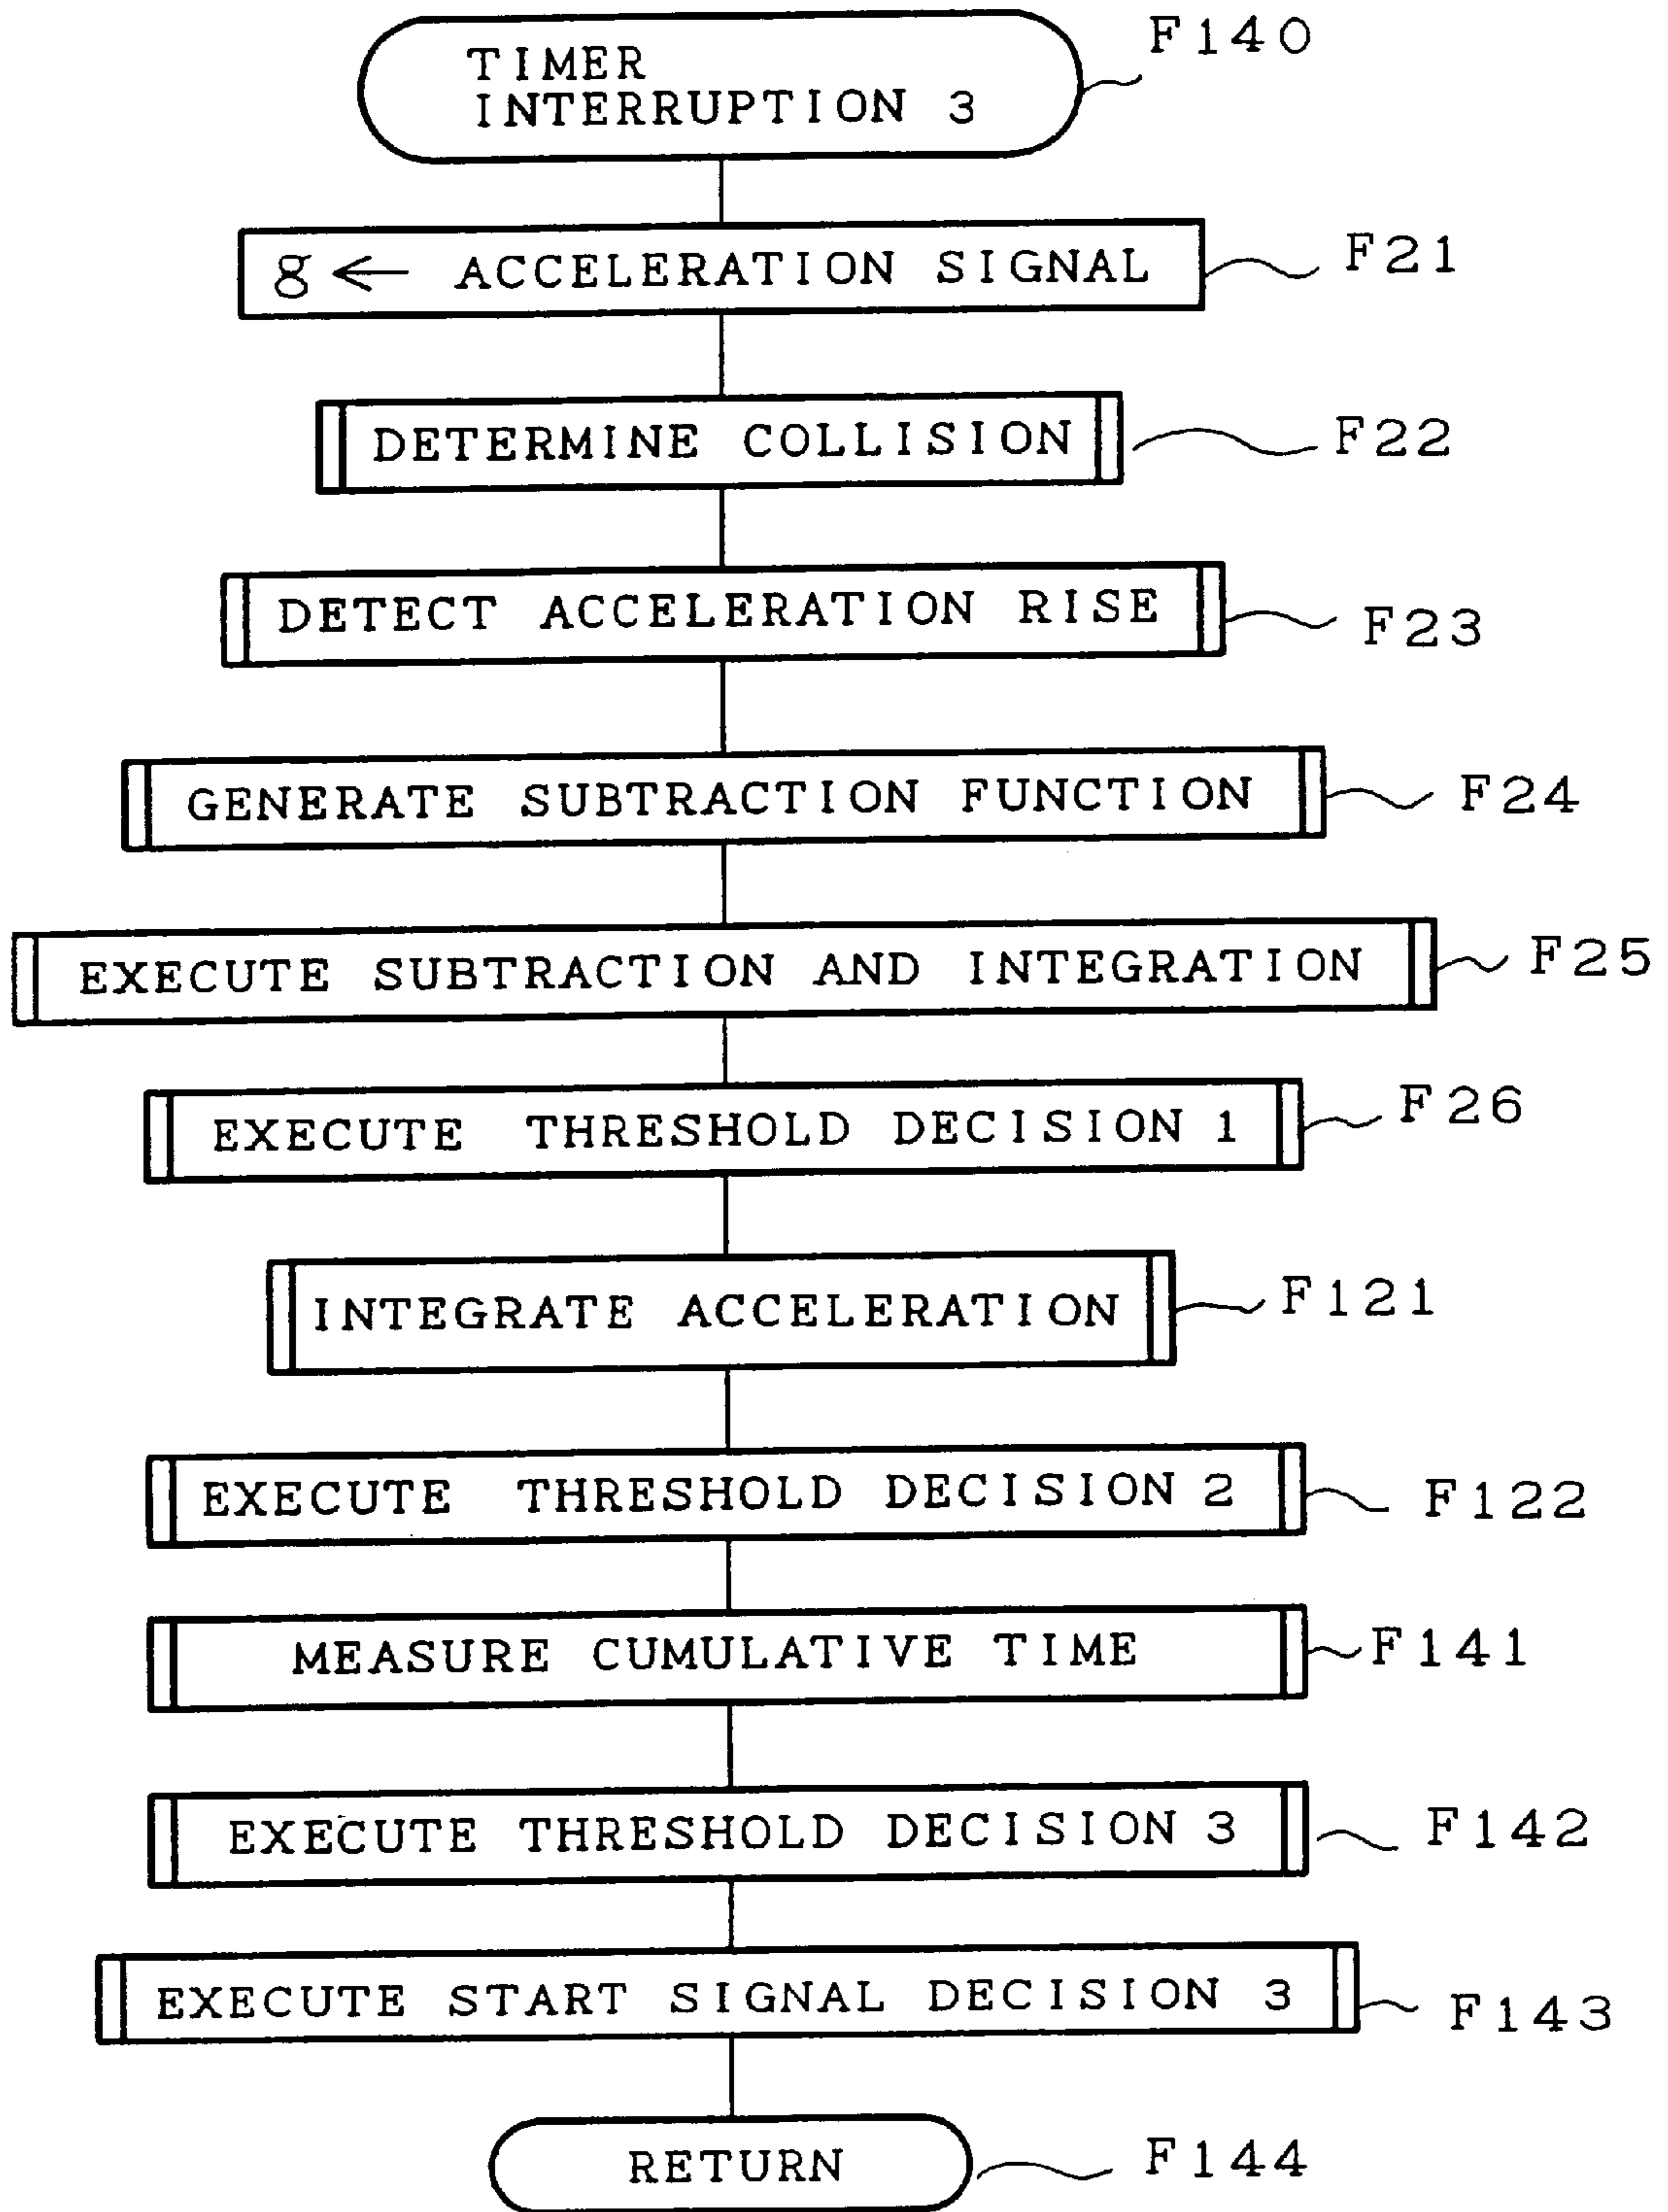 TIMER
INTERRUPTION 3
F140
g ← ACCELERATION SIGNAL
F21
DETERMINE COLLISION
F22
DETECT ACCELERATION RISE
F23
GENERATE SUBTRACTION FUNCTION
F24
EXECUTE SUBTRACTION AND INTEGRATION
F25
EXECUTE THRESHOLD DECISION 1
F26
INTEGRATE ACCELERATION
F121
EXECUTE THRESHOLD DECISION 2
F122
MEASURE CUMULATIVE TIME
F141
EXECUTE THRESHOLD DECISION 3
F142
EXECUTE START SIGNAL DECISION 3
F143
RETURN
F144